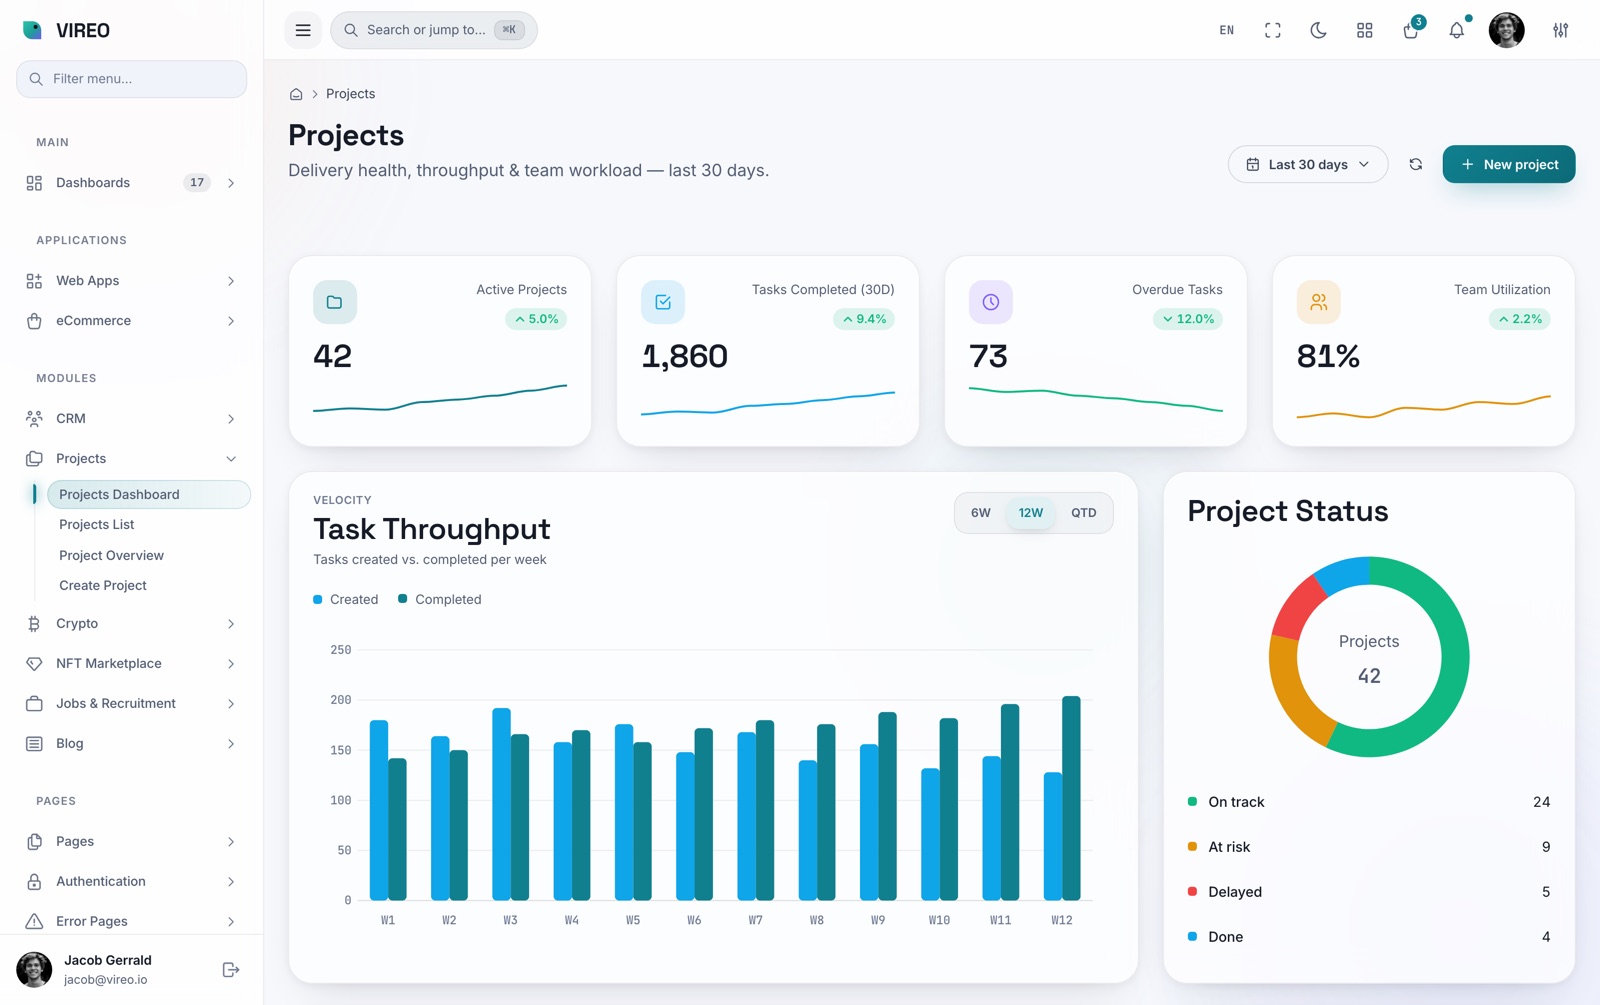 VIREO
Filter menu...
MAIN
Dashboards 17
APPLICATIONS
Web Apps
eCommerce
MODULES
CRM
Projects
Projects Dashboard
Projects List
Project Overview
Create Project
Crypto
NFT Marketplace
Jobs & Recruitment
Blog
PAGES
Pages
Authentication
Error Pages
Jacob Gerrald
jacob@vireo.io
Search or jump to... ⌘K
EN
3
Projects
Projects
Delivery health, throughput & team workload — last 30 days.
Last 30 days
New project
Active Projects
5.0%
42
Tasks Completed (30D)
9.4%
1,860
Overdue Tasks
12.0%
73
Team Utilization
2.2%
81%
VELOCITY
Task Throughput
Tasks created vs. completed per week
6W 12W QTD
Created Completed
250
200
150
100
50
0
W1 W2 W3 W4 W5 W6 W7 W8 W9 W10 W11 W12
Project Status
Projects
42
On track 24
At risk 9
Delayed 5
Done 4